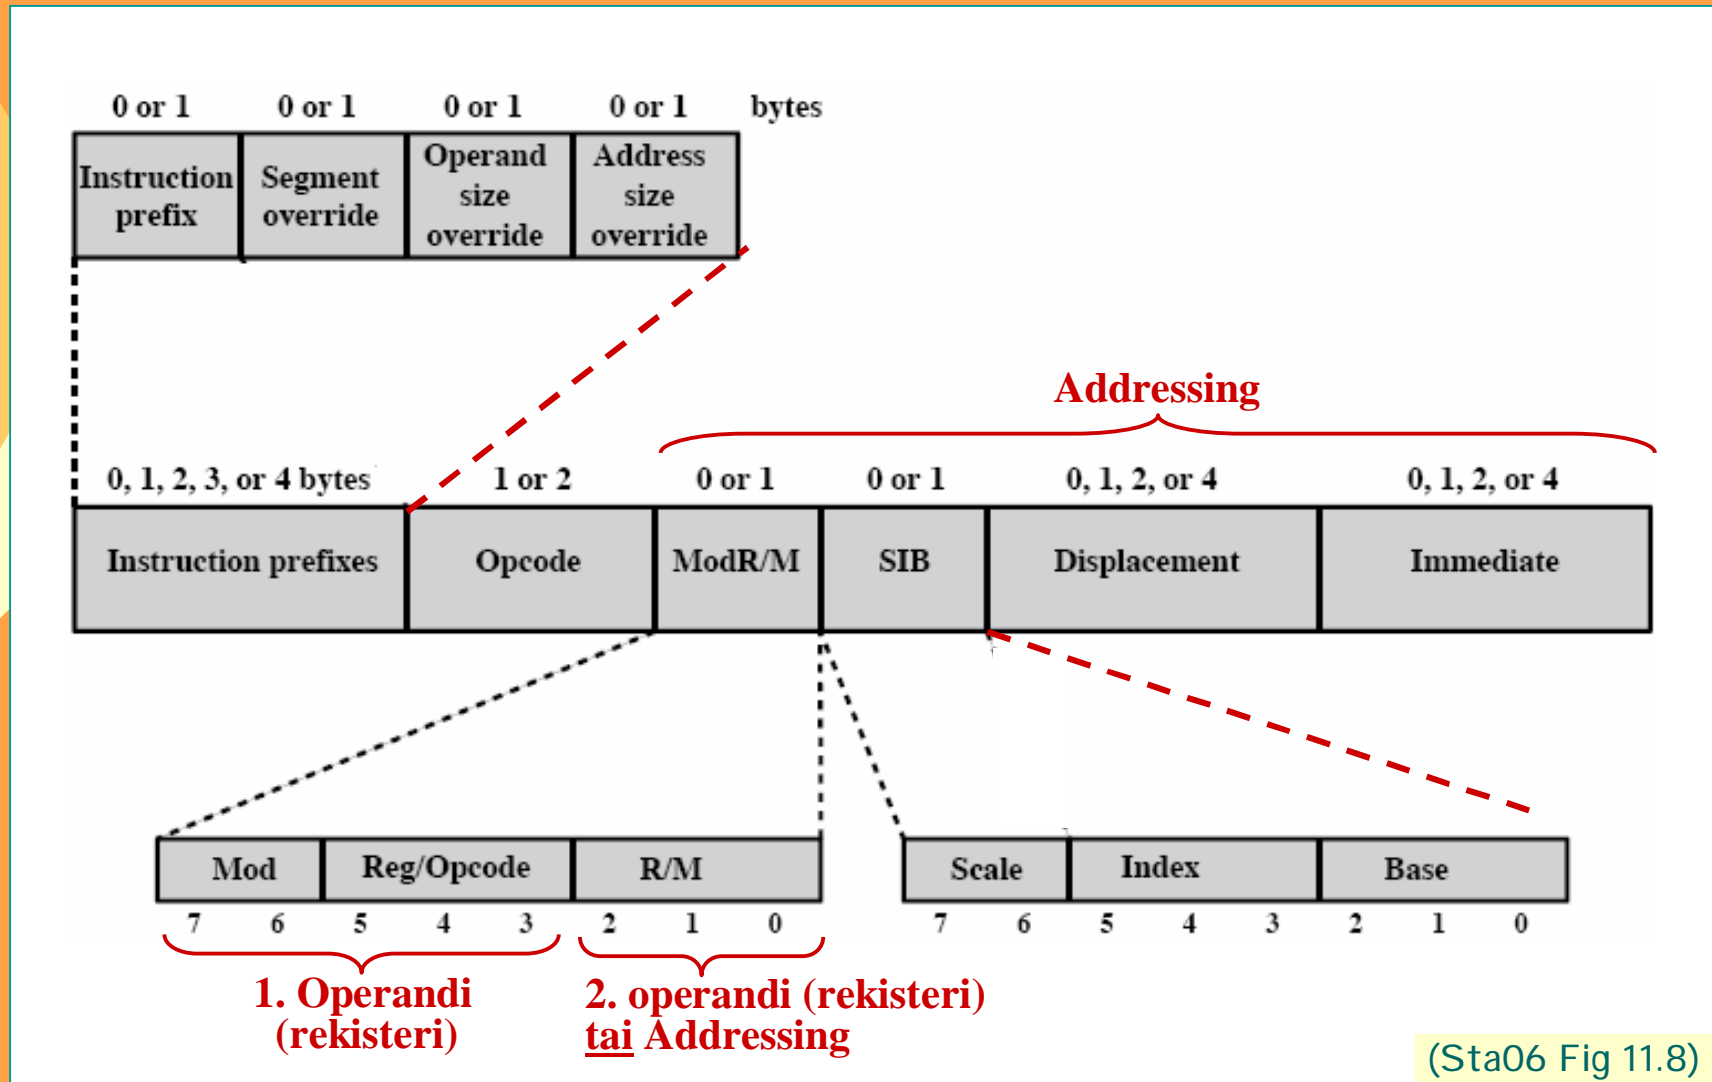 0 or 1 0 or 1 0 or 1 0 or 1 bytes
Instruction prefix
Segment override
Operand size override
Address size override
Addressing
0, 1, 2, 3, or 4 bytes 1 or 2 0 or 1 0 or 1 0, 1, 2, or 4 0, 1, 2, or 4
Instruction prefixes Opcode ModR/M SIB Displacement Immediate
Mod Reg/Opcode R/M Scale Index Base
7 6 5 4 3 2 1 0 7 6 5 4 3 2 1 0
1. Operandi
(rekisteri)
2. operandi (rekisteri)
tai Addressing
(Sta06 Fig 11.8)